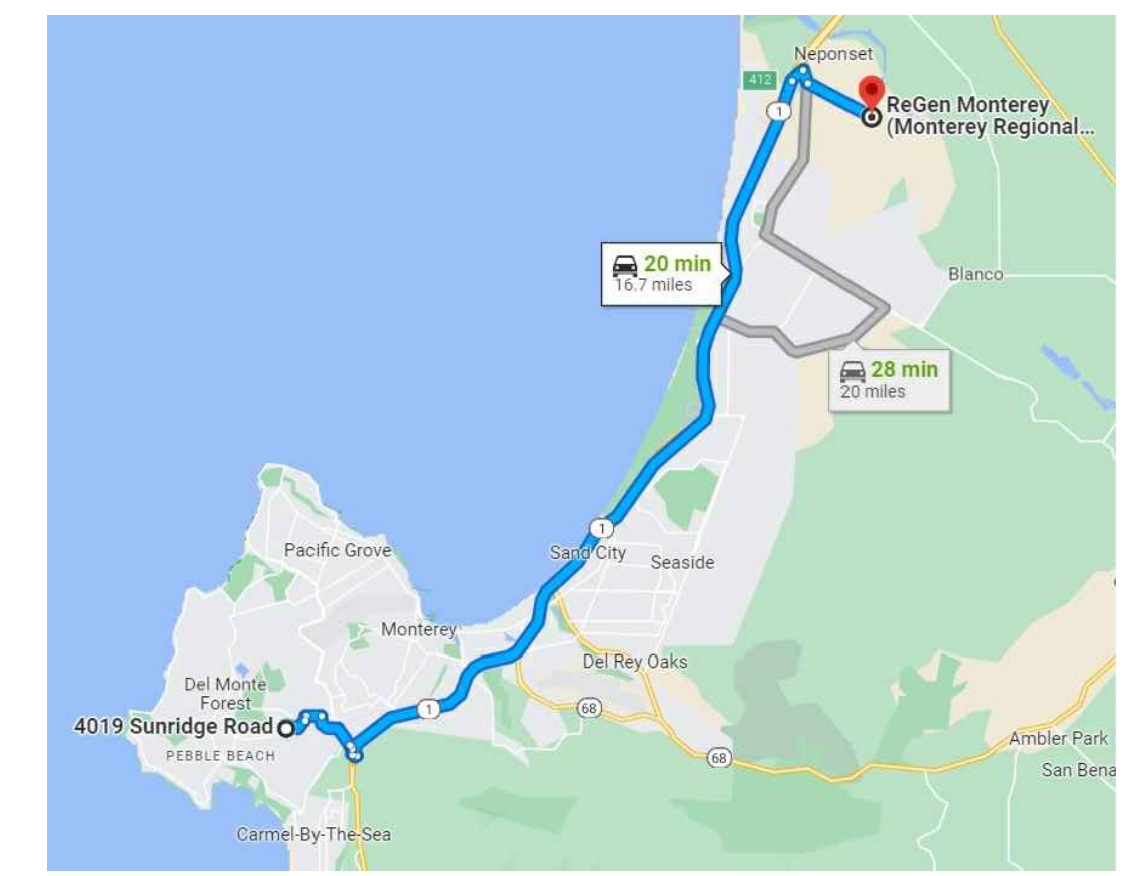 Neponset
412
1
ReGen Monterey
(Monterey Regional...
20 min
16.7 miles
Blanco
28 min
20 miles
1
Sand City
Seaside
Pacific Grove
Monterey
Del Rey Oaks
Del Monte
Forest
68
1
4019 Sunridge Road
PEBBLE BEACH
68
Ambler Park
San Bena
Carmel-By-The-Sea